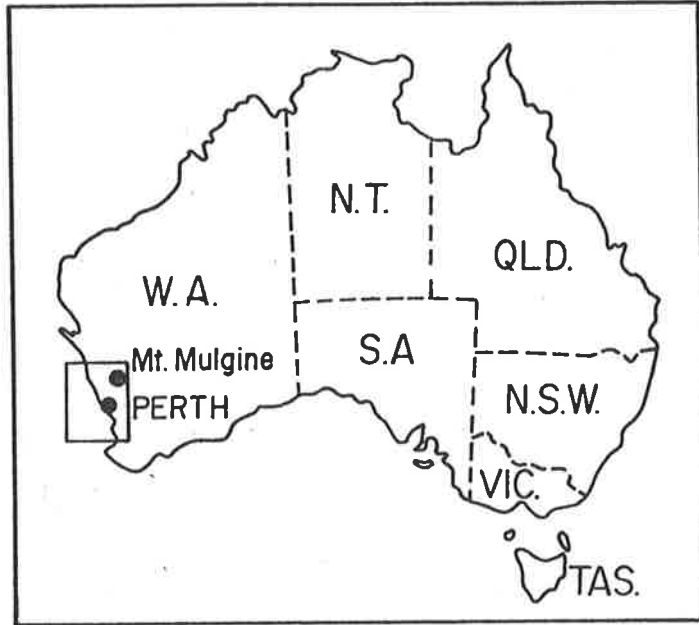 N.T.
QLD.
W.A.
S.A
Mt. Mulgine
PERTH
N.S.W.
VIC.
TAS.